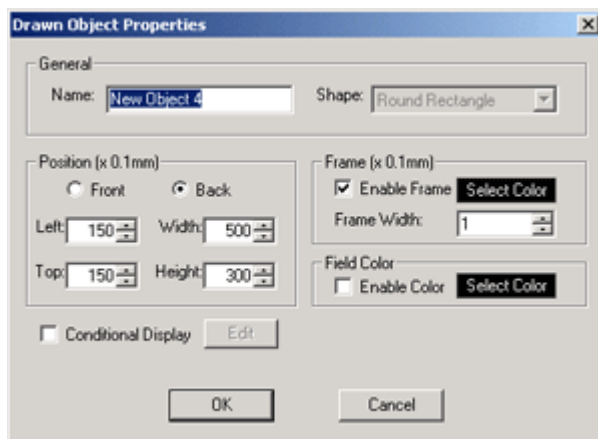 Drawn Object Properties
General
Name: New Object 4 Shape: Round Rectangle
Position (x 0.1mm)
Front Back
Left: 150 Width: 500
Top: 150 Height: 300
Frame (x 0.1mm)
Enable Frame Select Color
Frame Width: 1
Field Color
Enable Color Select Color
Conditional Display Edit
OK Cancel